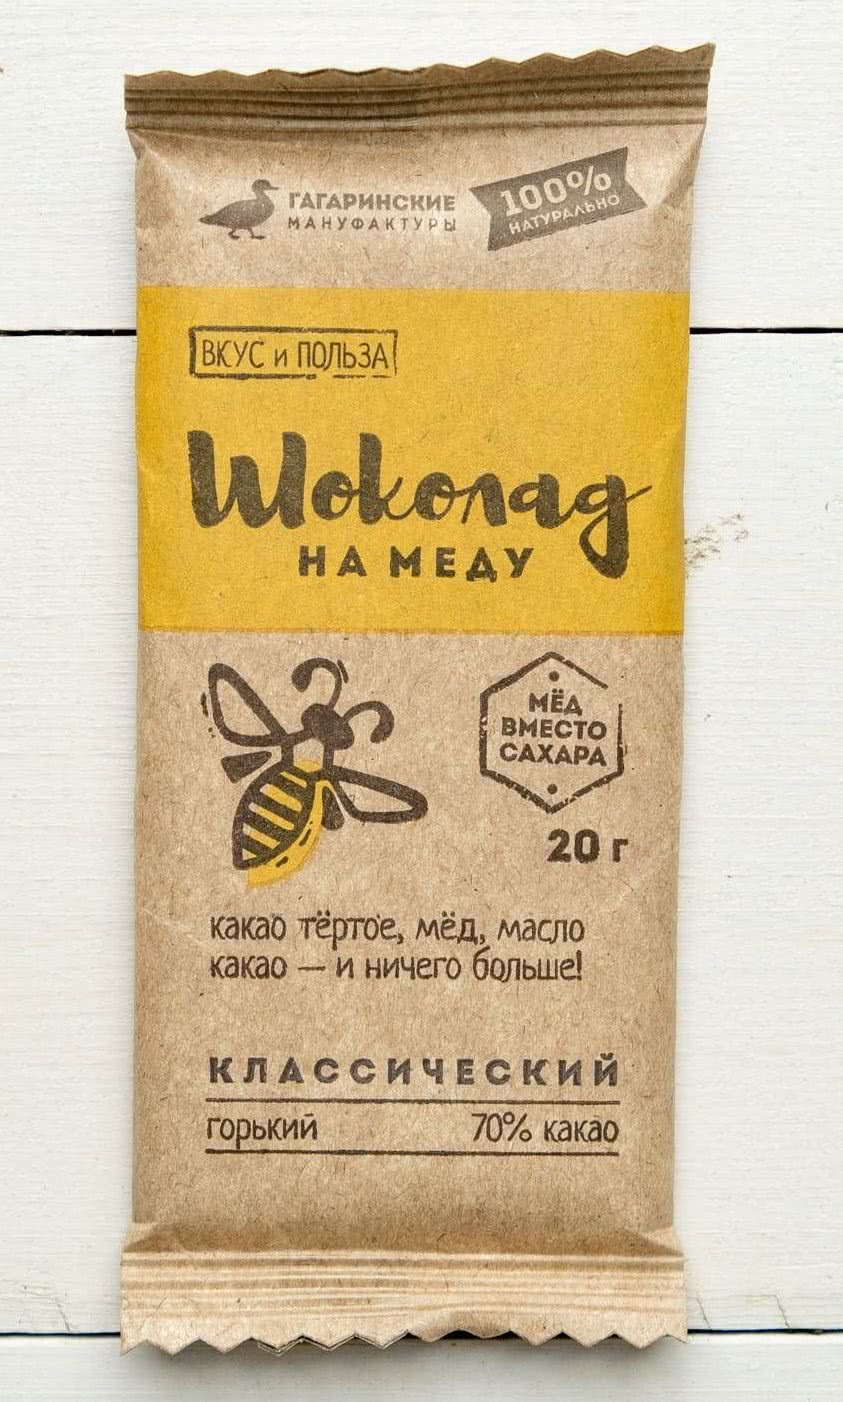 ГАГАРИНСКИЕ
МАНУФАКТУРЫ
100%
НАТУРАЛЬНО
ВКУС и ПОЛЬЗА
Шоколад
НА МЕДУ
МЁД
ВМЕСТО
САХАРА
20 г
какао тёртое, мёд, масло
какао — и ничего больше!
КЛАССИЧЕСКИЙ
горький 70% какао